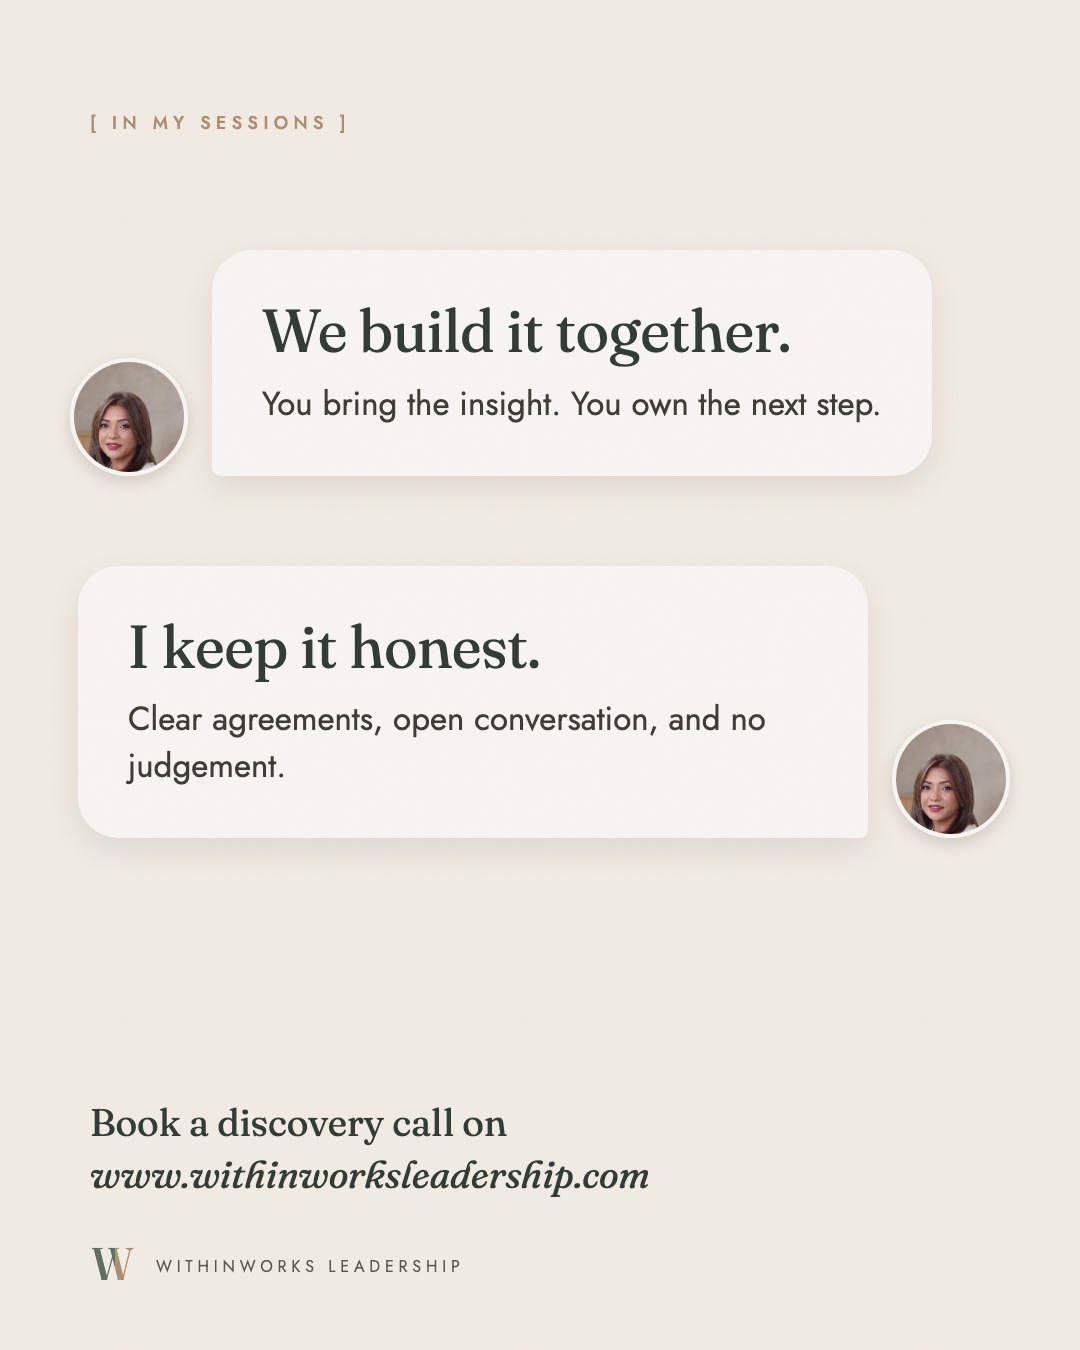 [ IN MY SESSIONS ]
We build it together.
You bring the insight. You own the next step.
I keep it honest.
Clear agreements, open conversation, and no
judgement.
Book a discovery call on
www.withinworksleadership.com
W WITHINWORKS LEADERSHIP